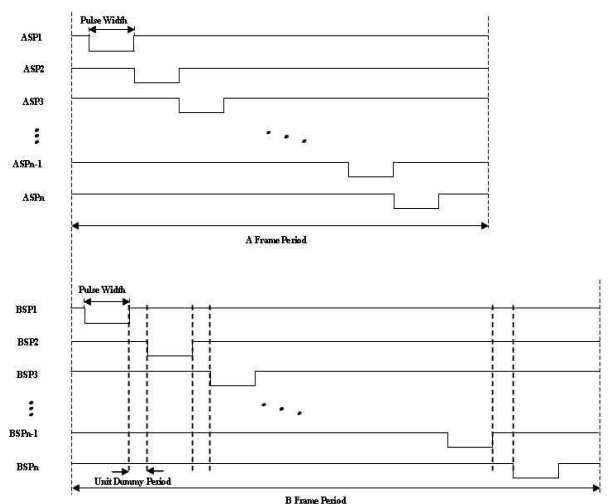 Pulse Width
ASP1
ASP2
ASP3
ASPn-1
ASPn
A Frame Period
Pulse Width
BSP1
BSP2
BSP3
BSPn-1
BSPn
Unit Dummy Period
B Frame Period